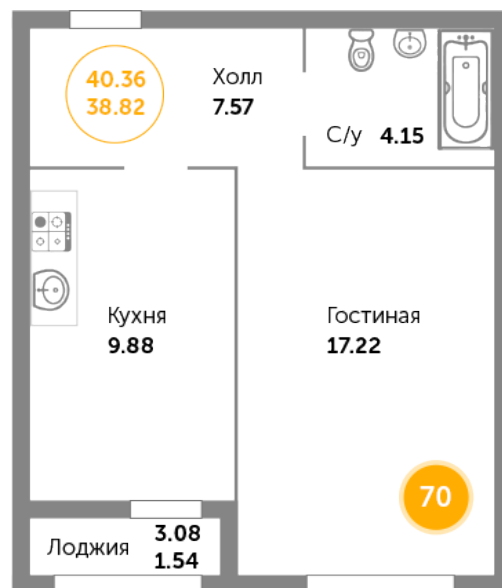 40.36
38.82
Холл
7.57
С/у 4.15
Кухня
9.88
Гостиная
17.22
70
Лоджия
3.08
1.54